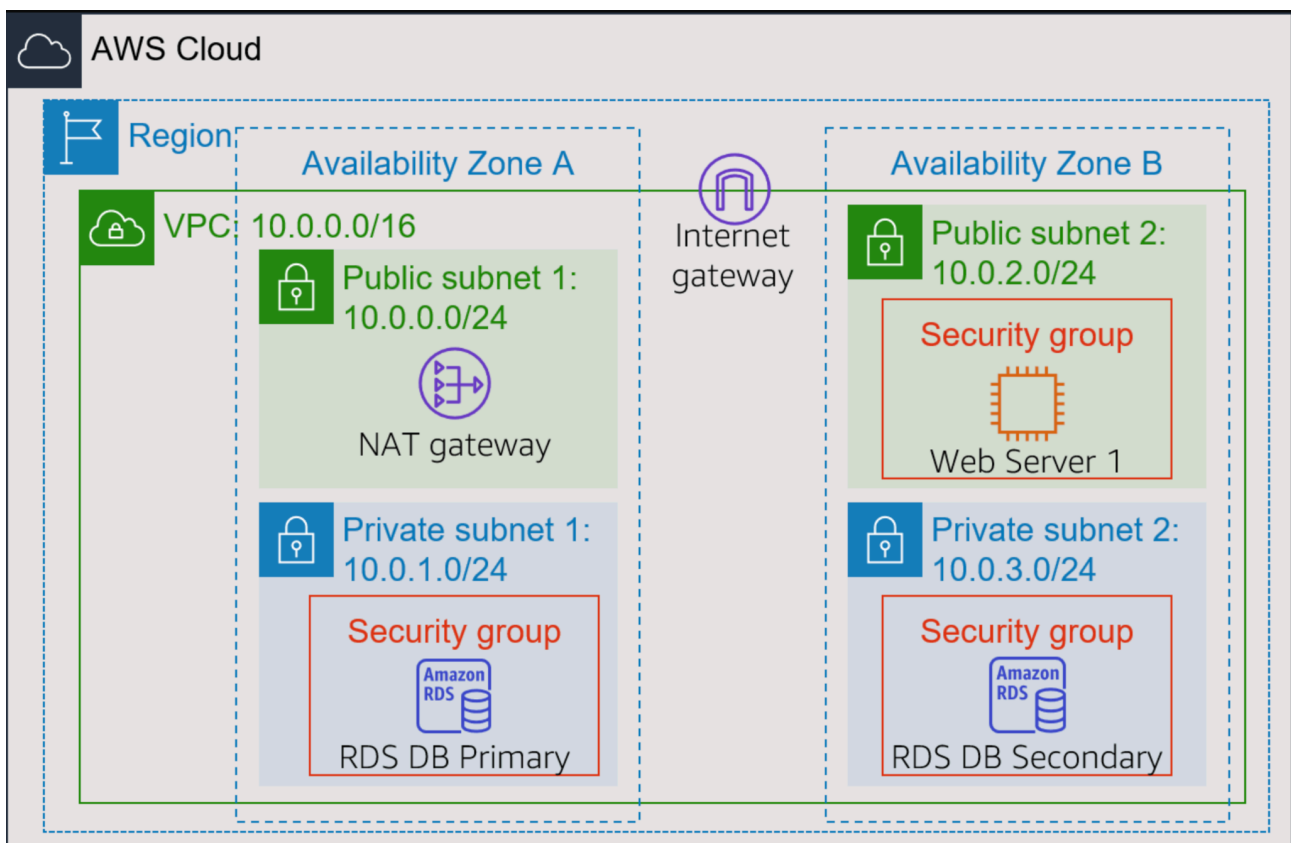 AWS Cloud
Region
Availability Zone A
Availability Zone B
VPC: 10.0.0.0/16
Internet
gateway
Public subnet 1:
10.0.0.0/24
NAT gateway
Public subnet 2:
10.0.2.0/24
Security group
Web Server 1
Private subnet 1:
10.0.1.0/24
Security group
Amazon
RDS
RDS DB Primary
Private subnet 2:
10.0.3.0/24
Security group
Amazon
RDS
RDS DB Secondary